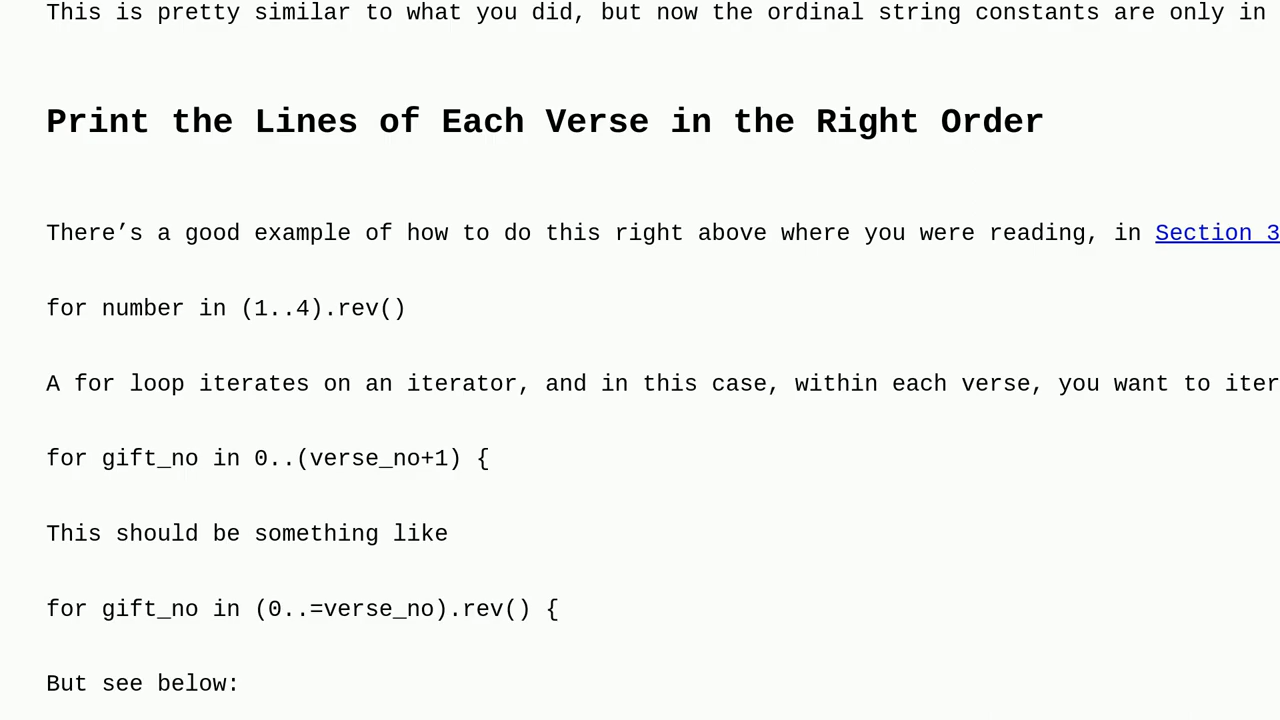 This is pretty similar to what you did, but now the ordinal string constants are only in
Print the Lines of Each Verse in the Right Order
There’s a good example of how to do this right above where you were reading, in Section 3
for number in (1..4).rev()
A for loop iterates on an iterator, and in this case, within each verse, you want to iter
for gift_no in 0..(verse_no+1) {
This should be something like
for gift_no in (0..=verse_no).rev() {
But see below: